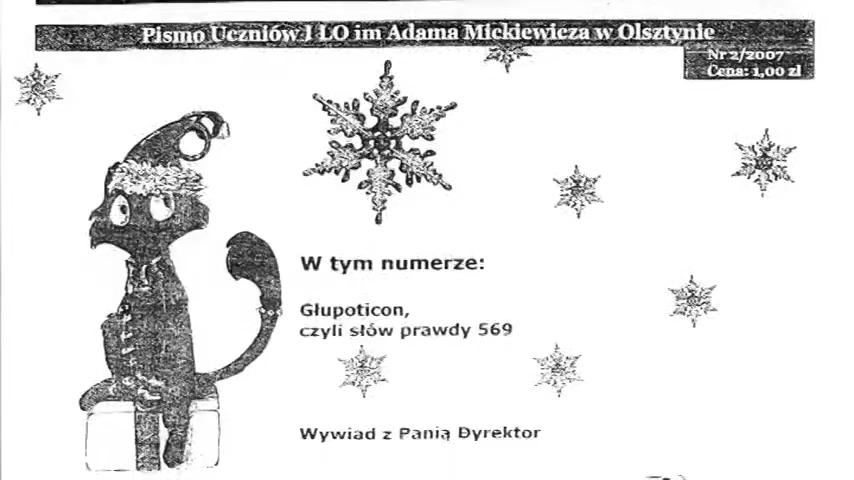 Pismo Uczniów I LO im Adama Mickiewicza w Olsztynie
Nr 2/2007
Cena: 1,00 zł
W tym numerze:
Głupoticon,
czyli słów prawdy 569
Wywiad z Panią Dyrektor